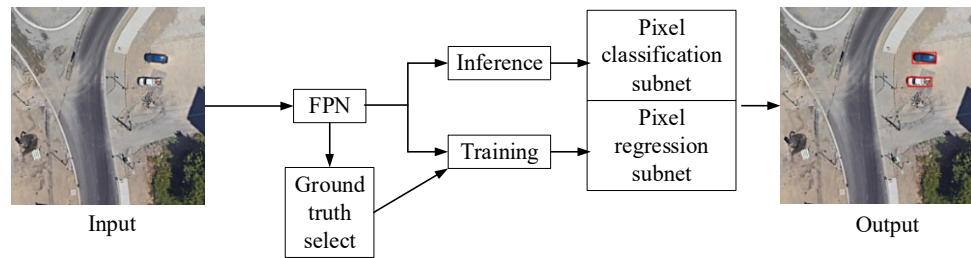 Input
FPN
Ground
truth
select
Inference
Training
Pixel
classification
subnet
Pixel
regression
subnet
Output